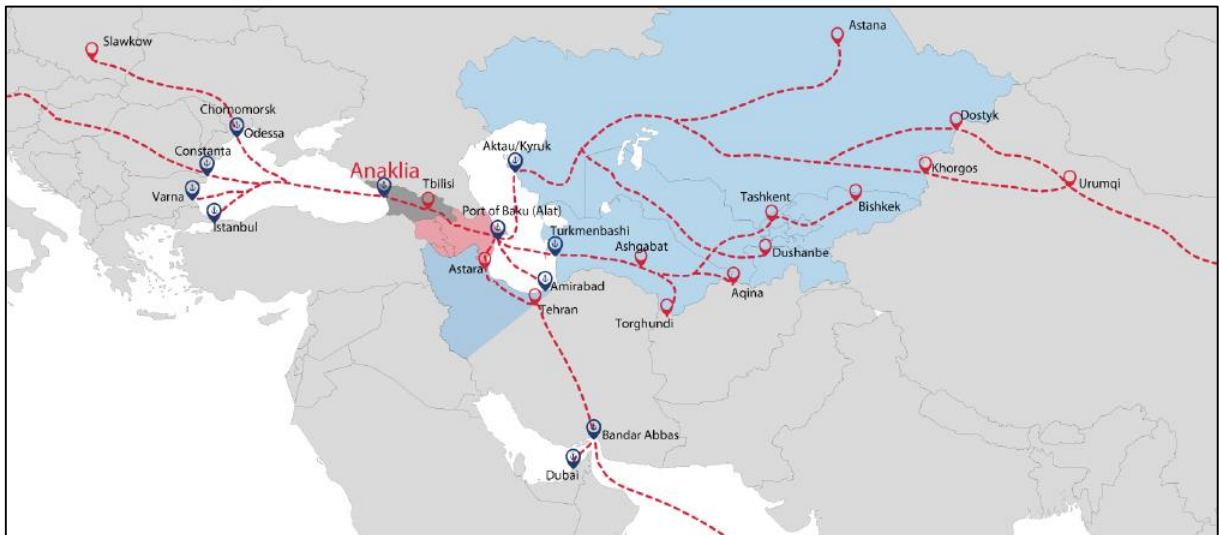 Astana
Slawkow
Chornomorsk
Odessa
Dostyk
Constanta
Aktau/Kyruk
Anaklia
Khorgos
Urumqi
Varna
Tbilisi
Tashkent
Bishkek
Port of Baku (Alat)
Istanbul
Turkmenbashi
Ashgabat
Dushanbe
Astara
Amirabad
Aqina
Tehran
Torghundi
Bandar Abbas
Dubai